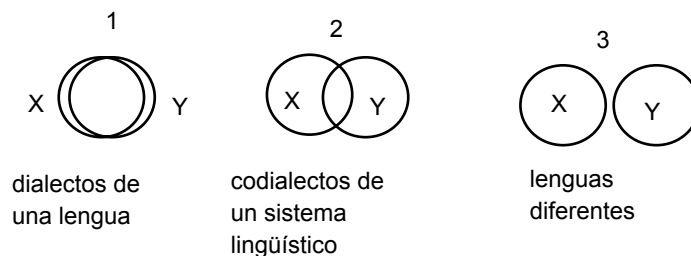 1
2
3
X
Y
X
Y
X
Y
dialectos de
una lengua
codialectos de
un sistema
lingüístico
lenguas
diferentes